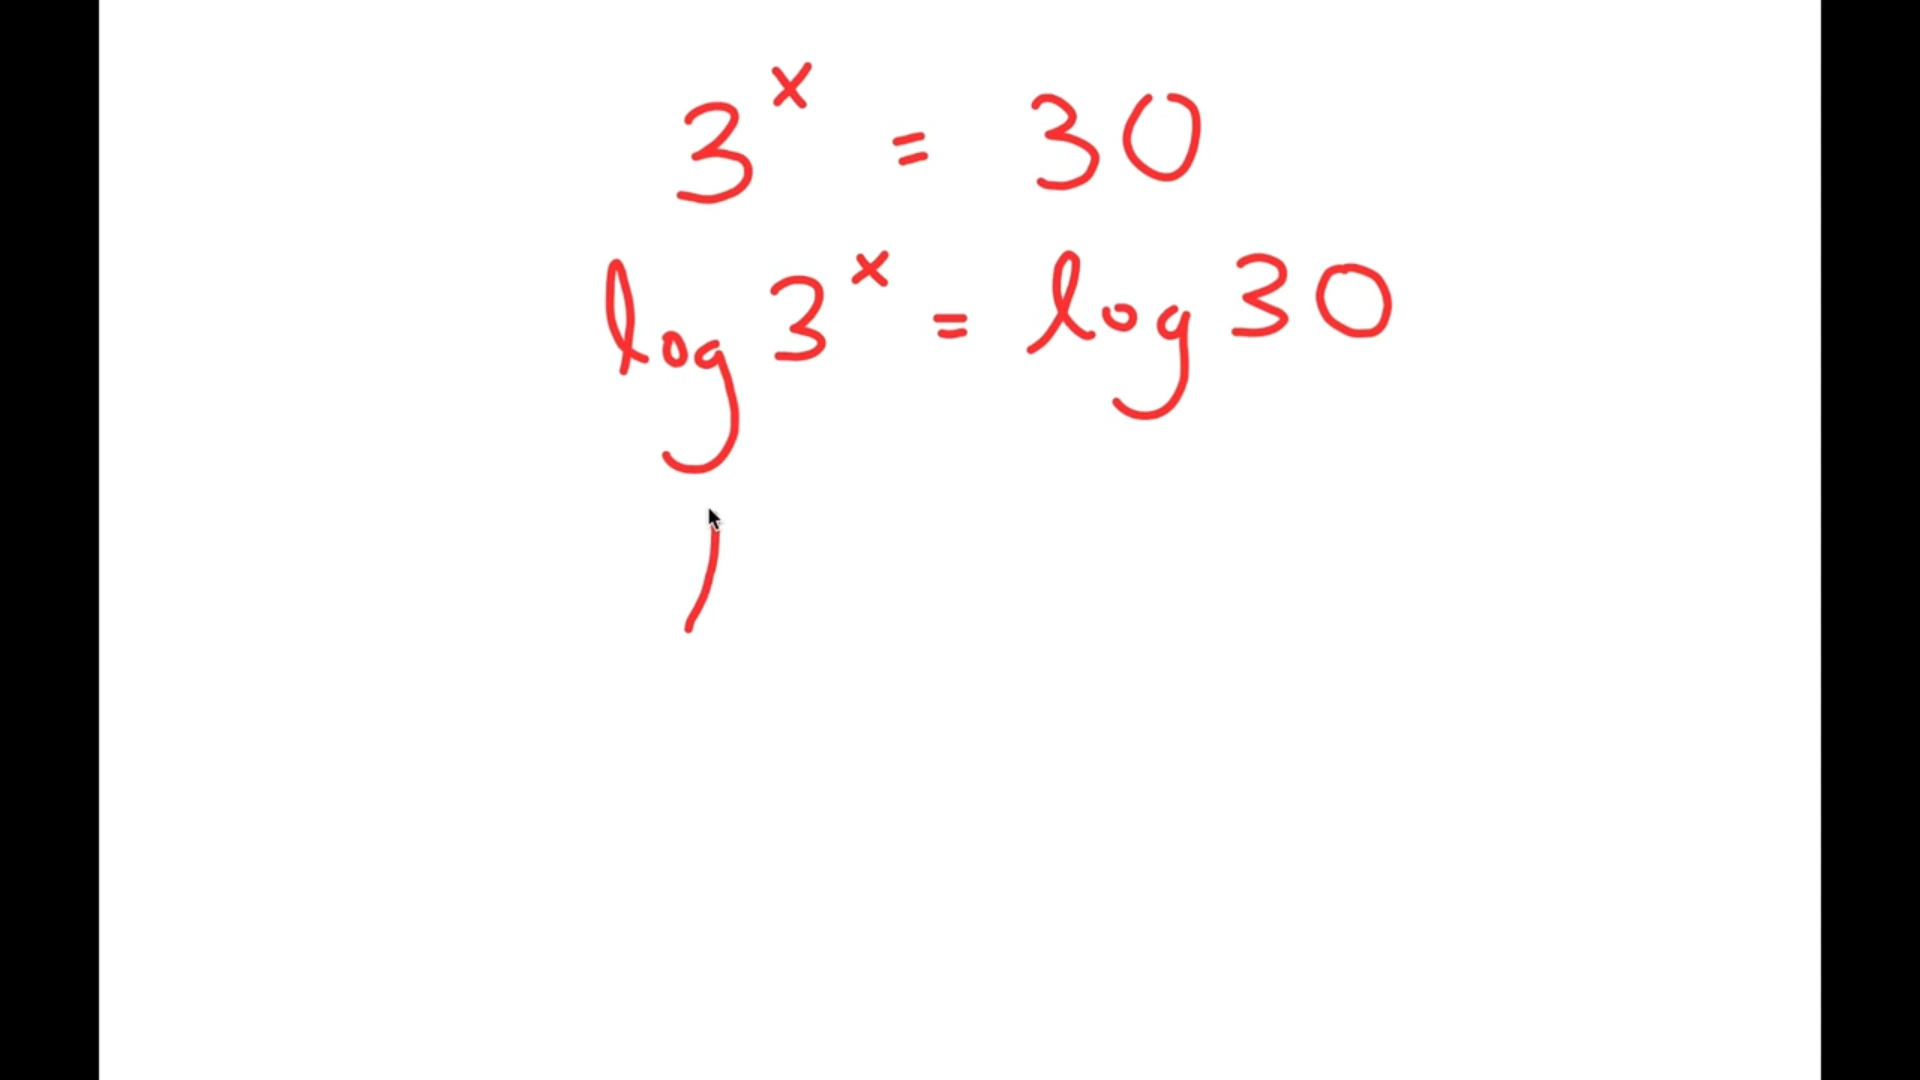 3^x = 30
log 3^x = log 30